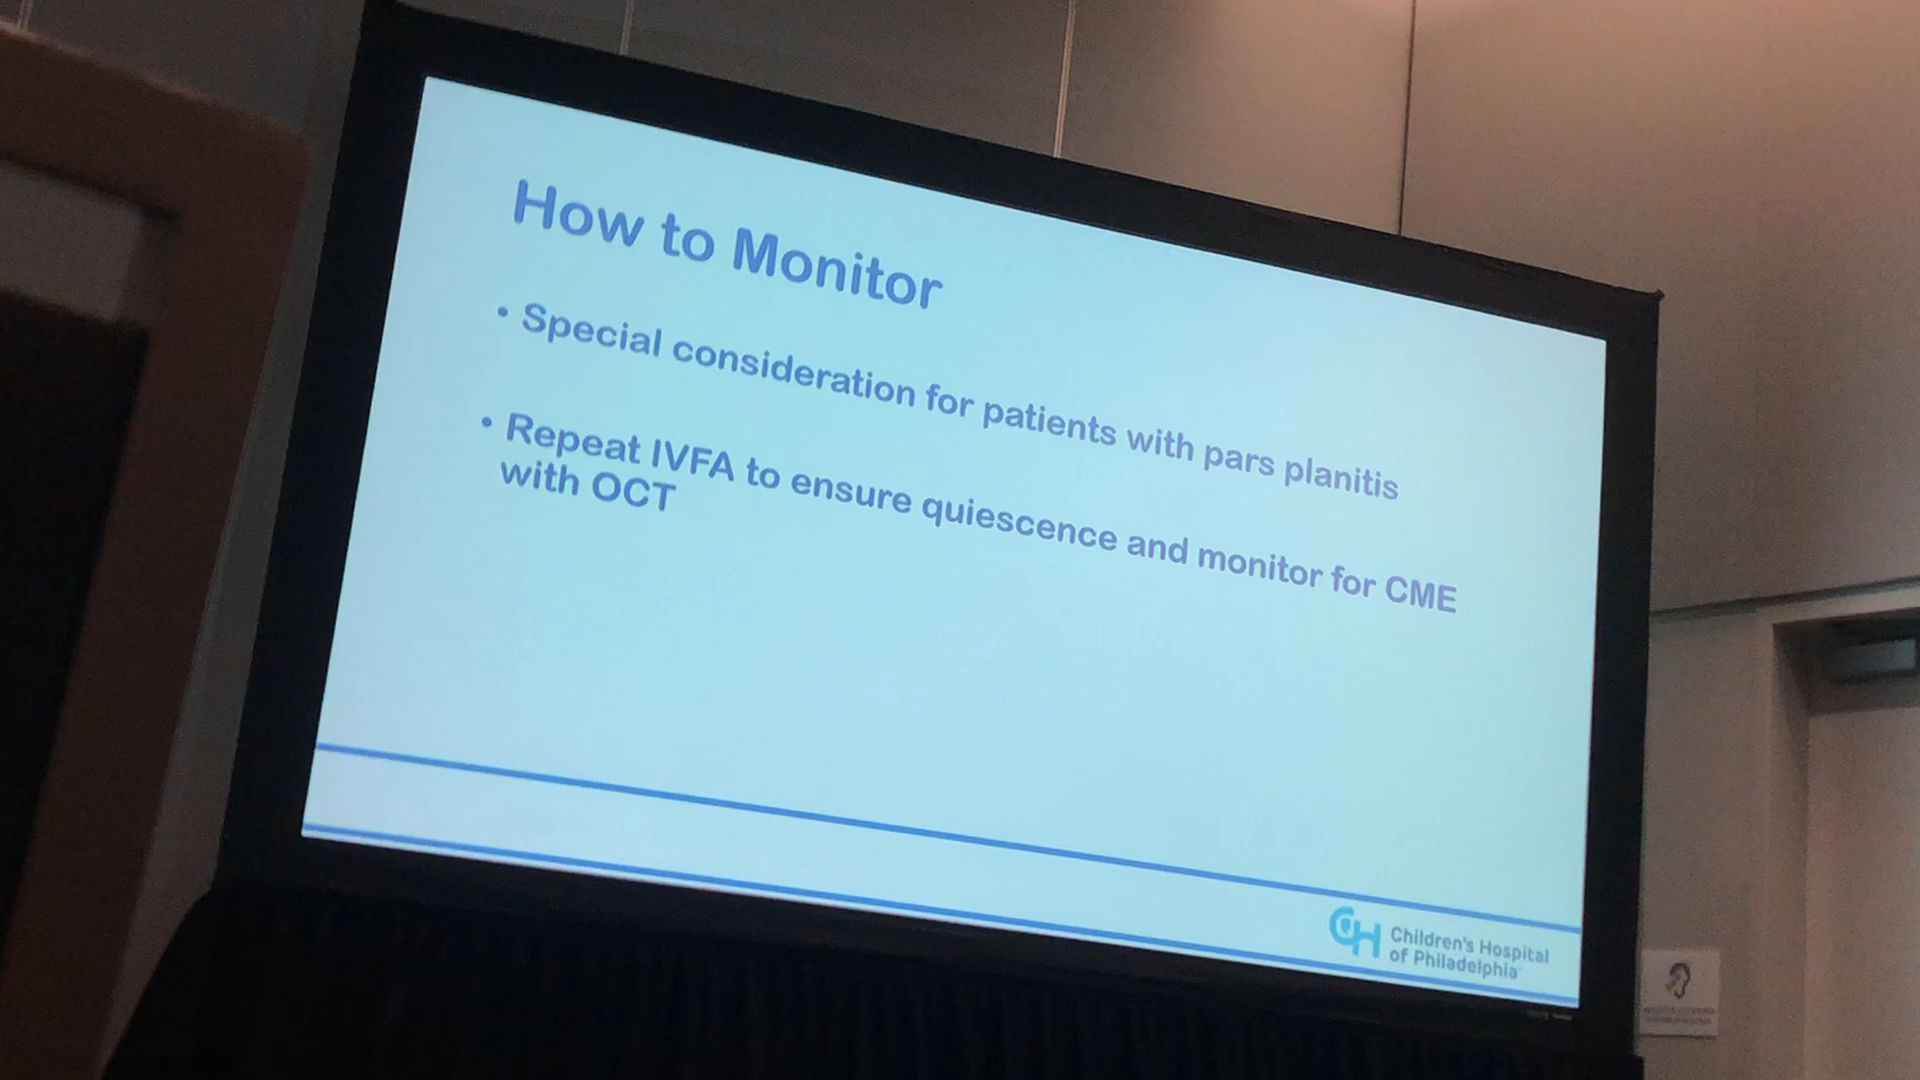 How to Monitor
• Special consideration for patients with pars planitis
• Repeat IVFA to ensure quiescence and monitor for CME
with OCT
CH Children's Hospital
of Philadelphia